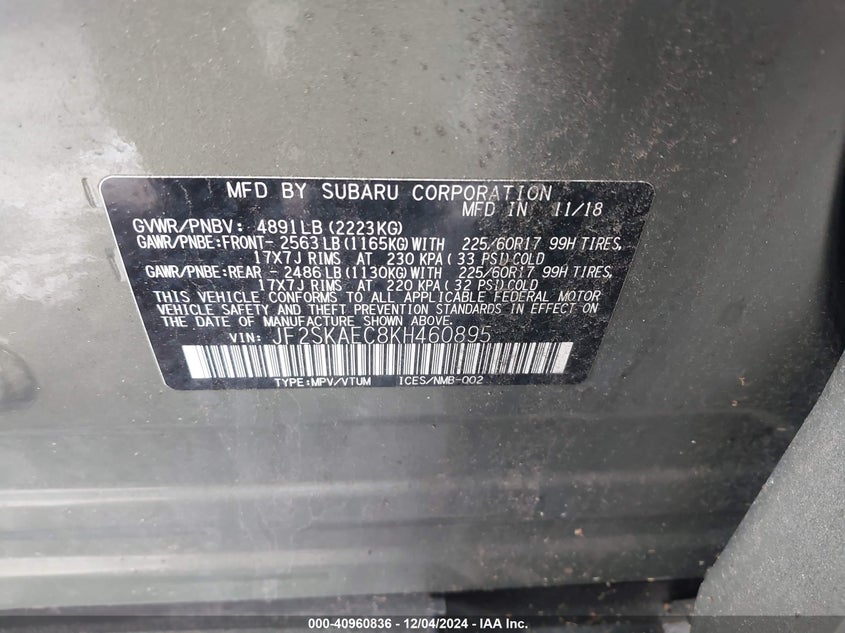 MFD BY SUBARU CORPORATION
MFD IN 11/18
GVWR/PNBV: 4891LB (2223KG)
GAWR/PNBE:FRONT- 2563LB (1165KG)WITH 225/60R17 99H TIRES,
17X7J RIMS AT 230 KPA ( 33 PSI)COLD
GAWR/PNBE:REAR - 2486LB (1130KG)WITH 225/60R17 99H TIRES,
17X7J RIMS AT 220 KPA ( 32 PSI)COLD
THIS VEHICLE CONFORMS TO ALL APPLICABLE FEDERAL MOTOR
VEHICLE SAFETY AND THEFT PREVENTION STANDARDS IN EFFECT ON
THE DATE OF MANUFACTURE SHOWN ABOVE.
VIN: JF2SKAEC8KH460895
TYPE:MPV/VTUM ICES/NMB-002
000-40960836 - 12/04/2024 - IAA Inc.